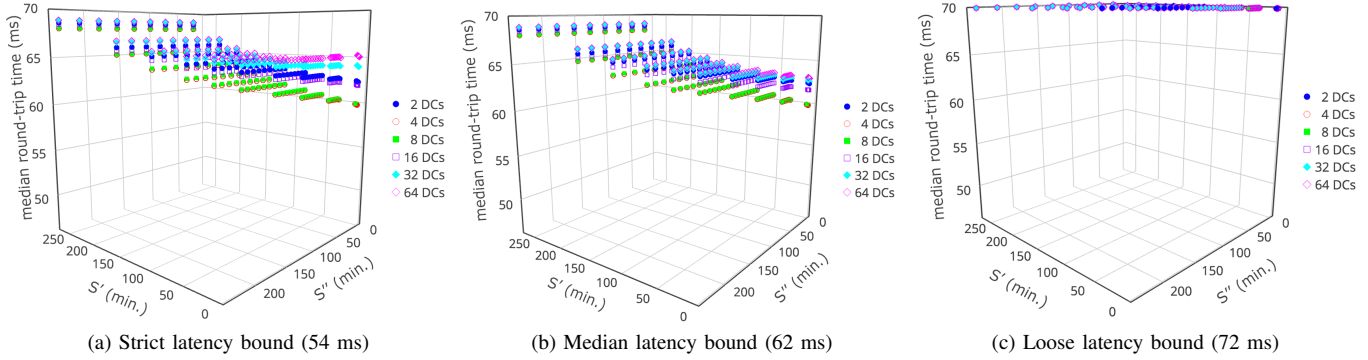 70
65
60
55
50
median round-trip time (ms)
250
200
150
100
50
0
S′ (min.)
0
50
100
150
200
S″ (min.)
2 DCs
4 DCs
8 DCs
16 DCs
32 DCs
64 DCs
(a) Strict latency bound (54 ms)
70
65
60
55
50
median round-trip time (ms)
250
200
150
100
50
0
S′ (min.)
0
50
100
150
200
S″ (min.)
2 DCs
4 DCs
8 DCs
16 DCs
32 DCs
64 DCs
(b) Median latency bound (62 ms)
70
65
60
55
50
median round-trip time (ms)
250
200
150
100
50
0
S′ (min.)
0
50
100
150
200
S″ (min.)
2 DCs
4 DCs
8 DCs
16 DCs
32 DCs
64 DCs
(c) Loose latency bound (72 ms)